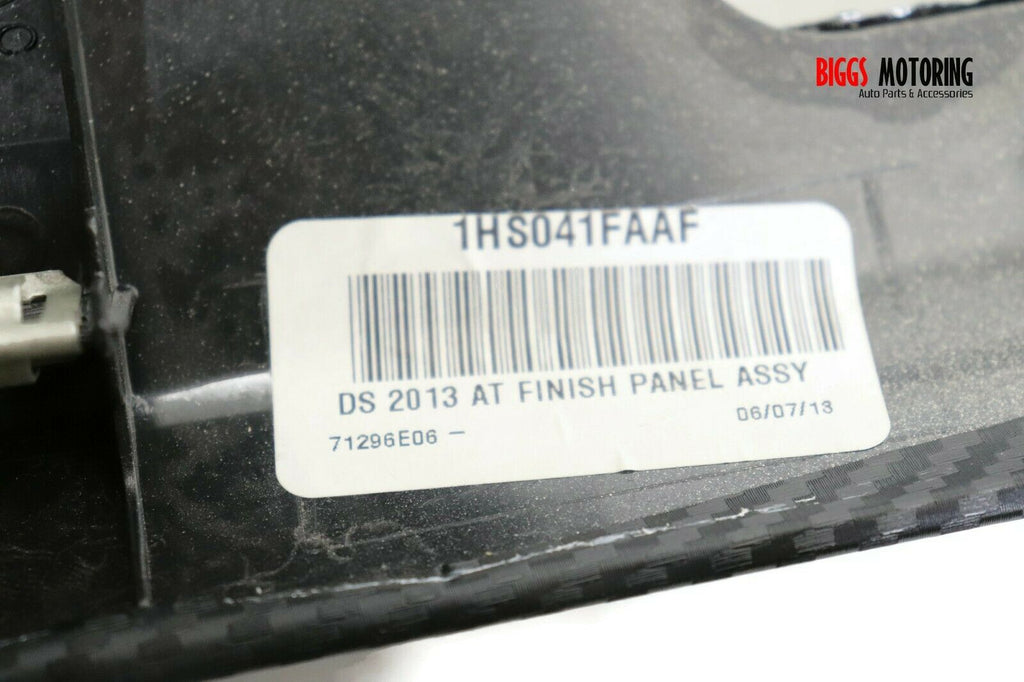 BIGGS MOTORING
Auto Parts & Accessories
1HS041FAAF
DS 2013 AT FINISH PANEL ASSY
71296E06 –
06/07/13